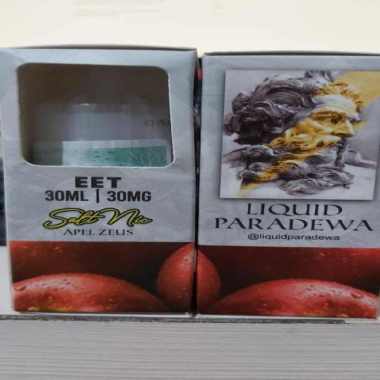 EET
30ML | 30MG
Salt Nic
APEL ZEUS
LIQUID
PARADEWA
@liquidparadewa